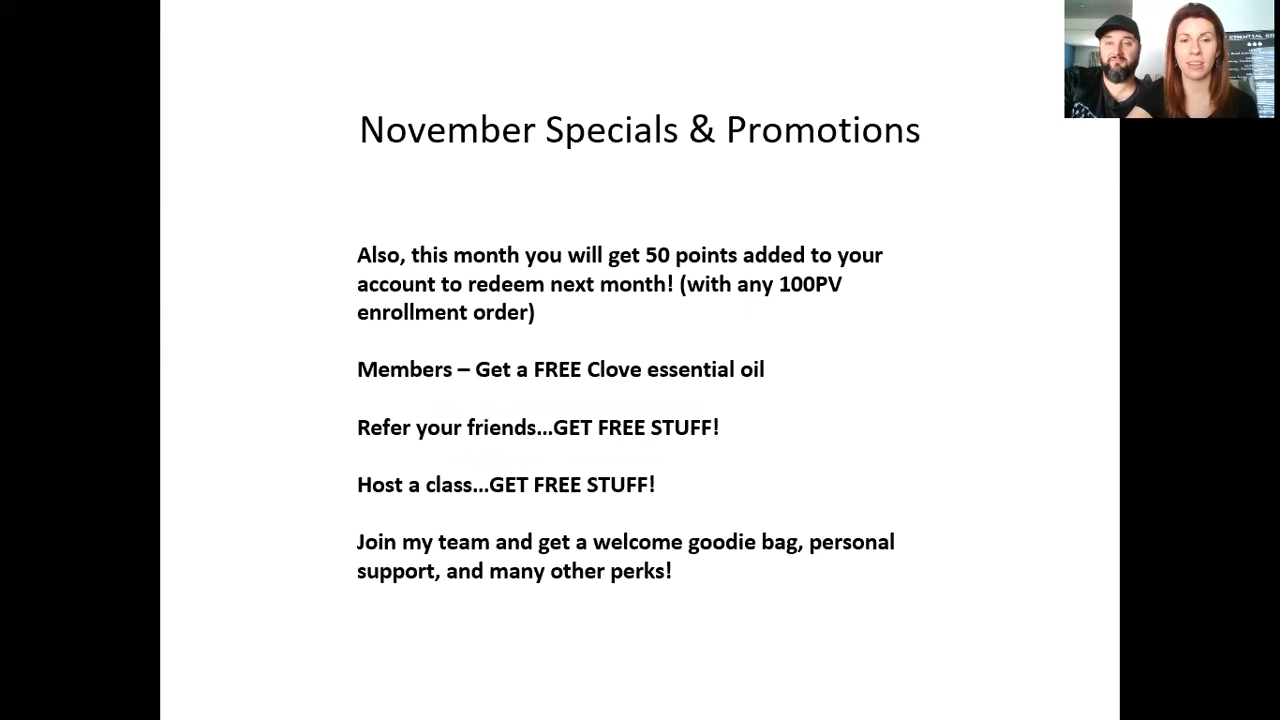 November Specials & Promotions
Also, this month you will get 50 points added to your
account to redeem next month! (with any 100PV
enrollment order)
Members – Get a FREE Clove essential oil
Refer your friends...GET FREE STUFF!
Host a class...GET FREE STUFF!
Join my team and get a welcome goodie bag, personal
support, and many other perks!
ESSENTIAL OI